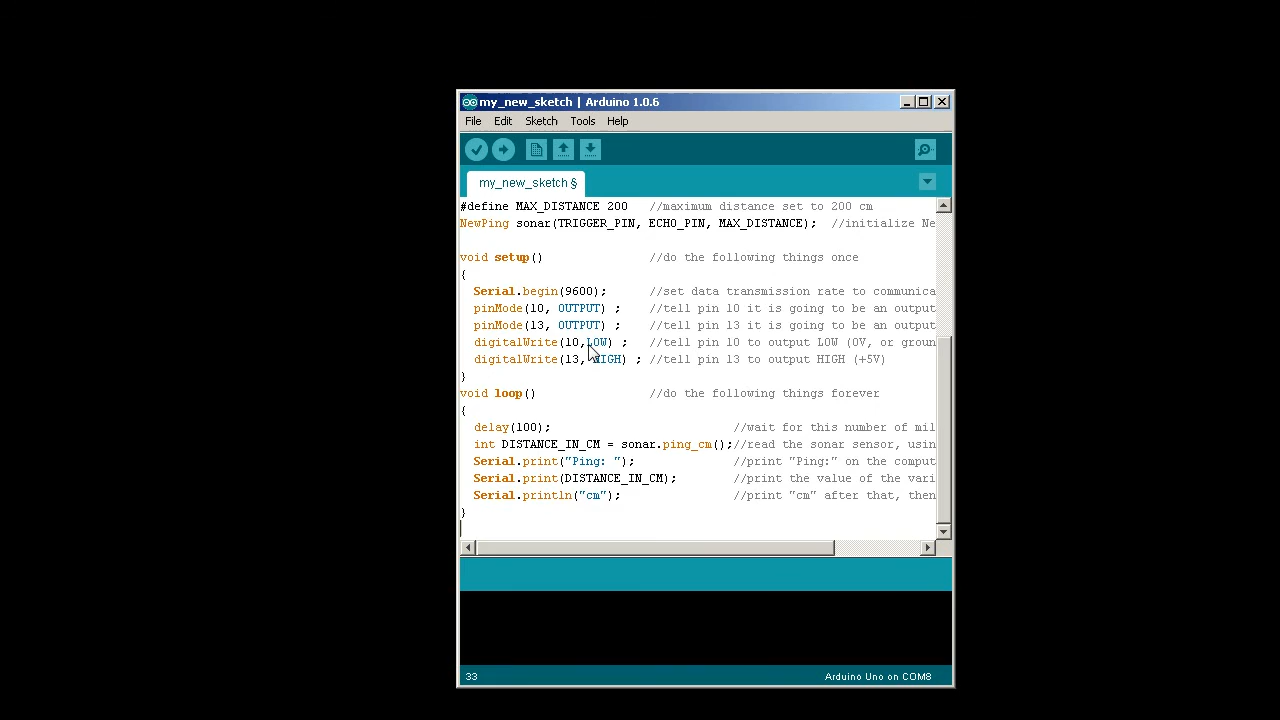 my_new_sketch | Arduino 1.0.6
File Edit Sketch Tools Help
my_new_sketch §
#define MAX_DISTANCE 200 //maximum distance set to 200 cm
NewPing sonar(TRIGGER_PIN, ECHO_PIN, MAX_DISTANCE); //initialize Ne
void setup() //do the following things once
{
Serial.begin(9600); //set data transmission rate to communica
pinMode(10, OUTPUT) ; //tell pin 10 it is going to be an output
pinMode(13, OUTPUT) ; //tell pin 13 it is going to be an output
digitalWrite(10,LOW) ; //tell pin 10 to output LOW (0V, or groun
digitalWrite(13, HIGH) ; //tell pin 13 to output HIGH (+5V)
}
void loop() //do the following things forever
{
delay(100); //wait for this number of mil
int DISTANCE_IN_CM = sonar.ping_cm();//read the sonar sensor, usin
Serial.print("Ping: "); //print "Ping:" on the comput
Serial.print(DISTANCE_IN_CM); //print the value of the vari
Serial.println("cm"); //print "cm" after that, then
}
33 Arduino Uno on COM8